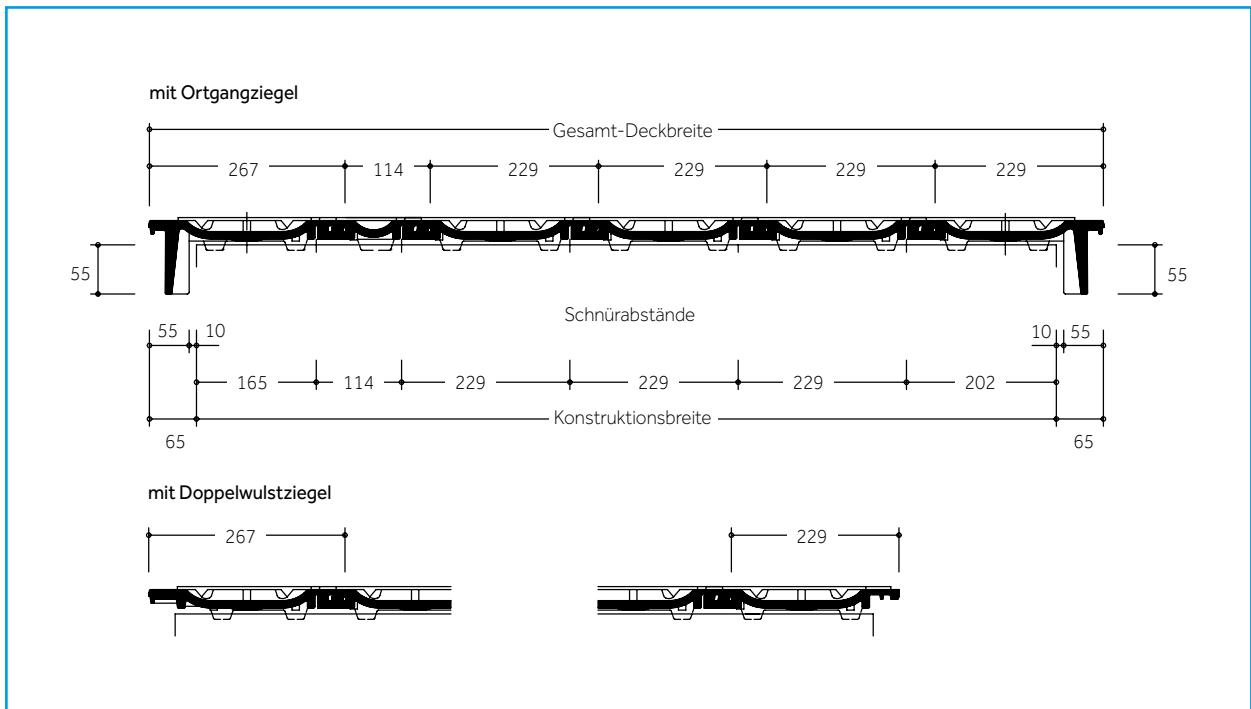 mit Ortgangziegel
Gesamt-Deckbreite
267 114 229 229 229 229
55 55
Schnürabstände
55 10 10 55
165 114 229 229 229 202
Konstruktionsbreite
65 65
mit Doppelwulstziegel
267 229